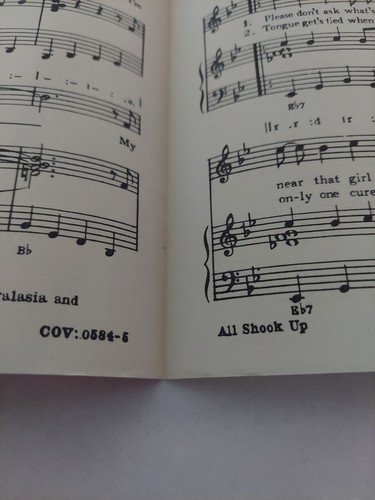 My
Bb
alasia and
COV: 0584-5
1. Please don't ask what's
2. Tongue get's tied when
Eb7
||r .r :d |r :
near that girl
on-ly one cure
Eb7
All Shook Up